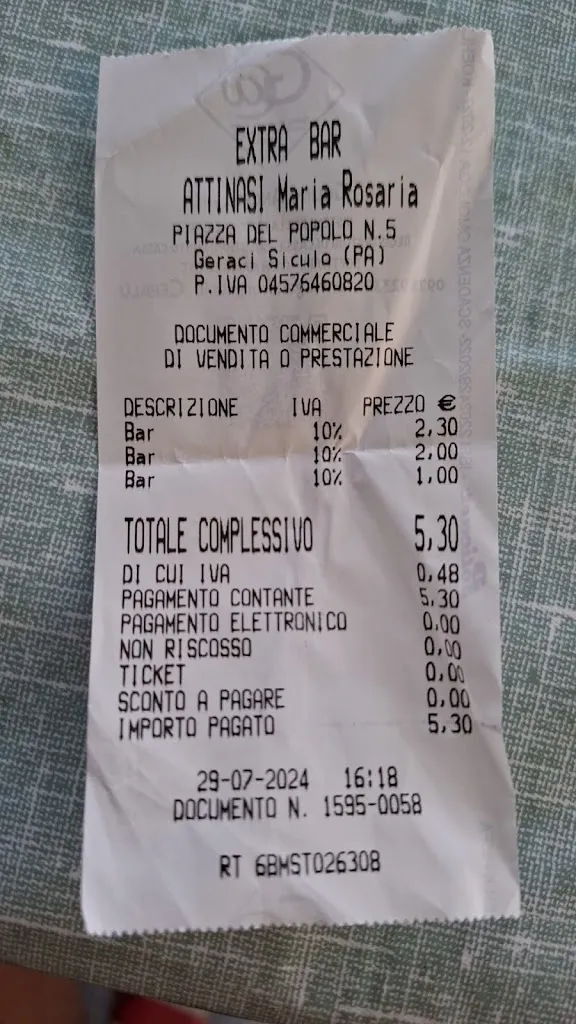 EXTRA BAR
ATTINASI Maria Rosaria
PIAZZA DEL POPOLO N.5
Geraci Siculo (PA)
P.IVA 04576460820
DOCUMENTO COMMERCIALE
DI VENDITA O PRESTAZIONE
DESCRIZIONE IVA PREZZO €
Bar 10% 2,30
Bar 10% 2,00
Bar 10% 1,00
TOTALE COMPLESSIVO 5,30
DI CUI IVA 0,48
PAGAMENTO CONTANTE 5,30
PAGAMENTO ELETTRONICO 0,00
NON RISCOSSO 0,00
TICKET 0,00
SCONTO A PAGARE 0,00
IMPORTO PAGATO 5,30
29-07-2024 16:18
DOCUMENTO N. 1595-0058
RT 6BMST026308